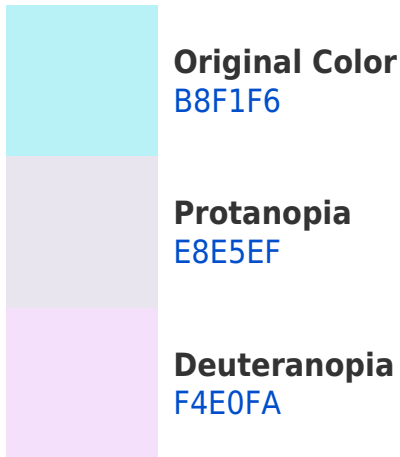 Original Color
B8F1F6
Protanopia
E8E5EF
Deuteranopia
F4E0FA